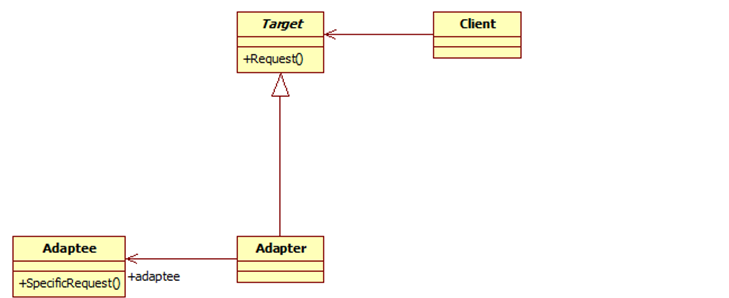 Target
Client
+Request()
Adaptee
Adapter
+SpecificRequest()
+adaptee